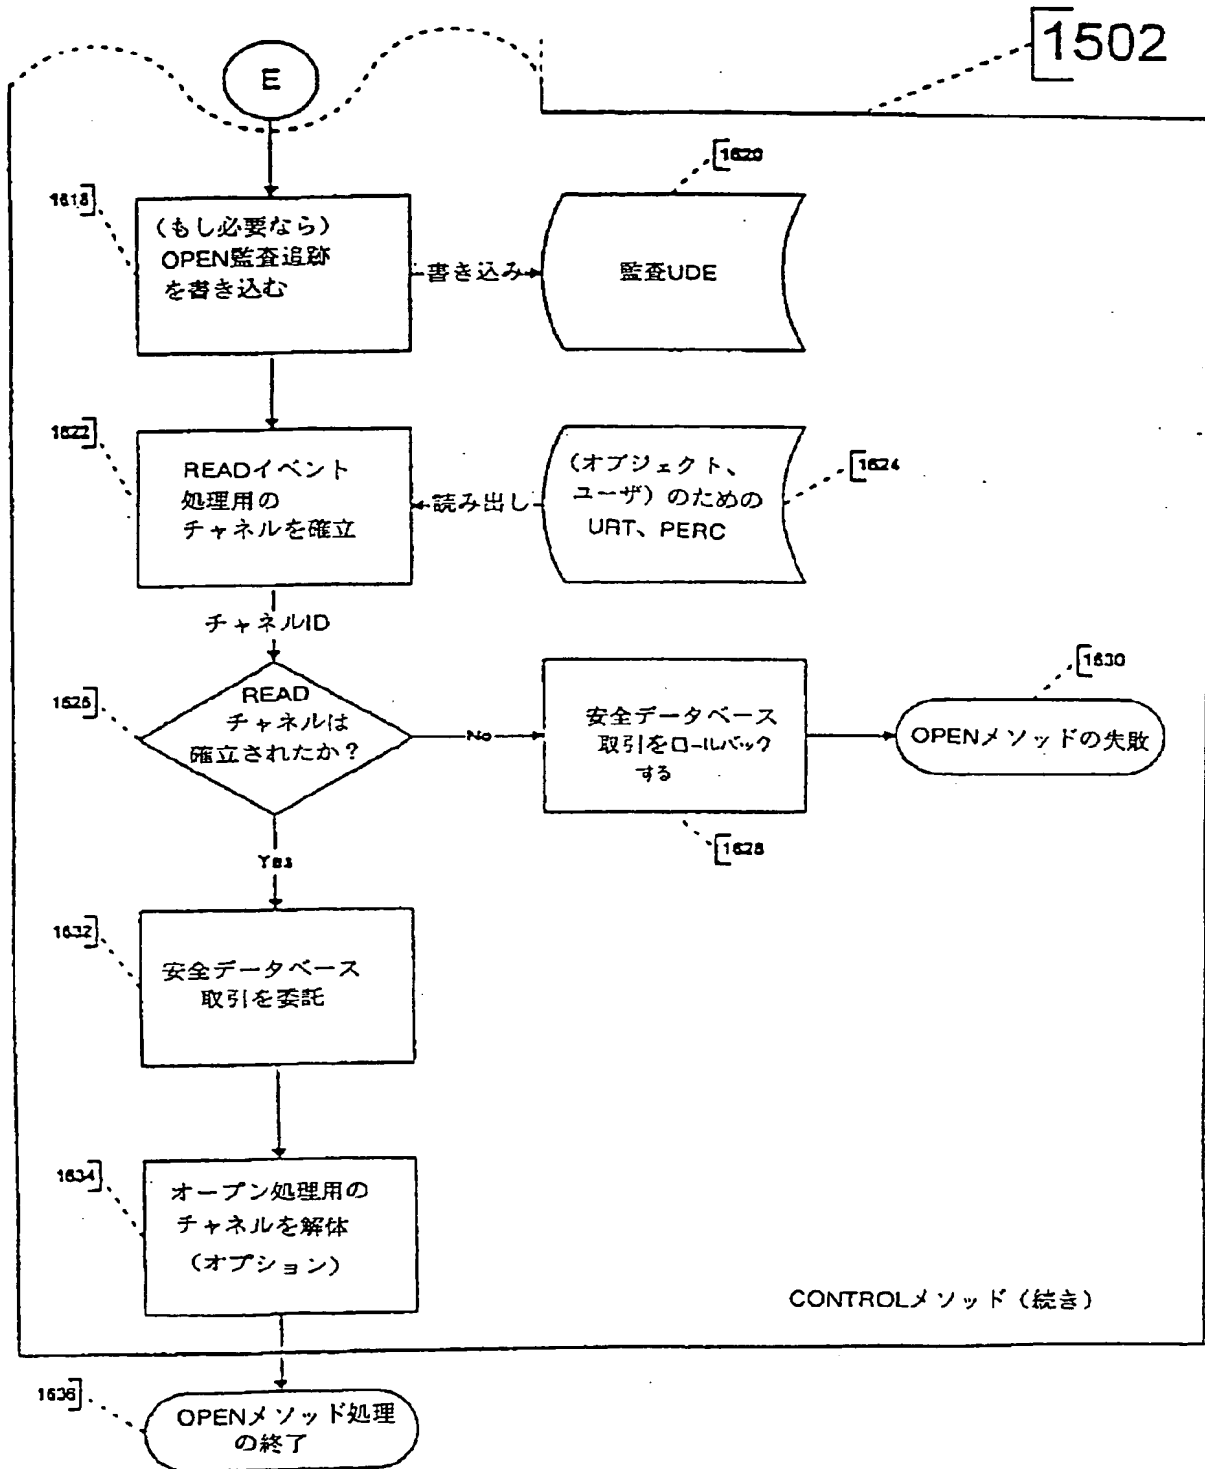 1502
E
1620
1618
(もし必要なら)
OPEN監査追跡
を書き込む
書き込み
監査UDE
1622
READイベント
処理用の
チャネルを確立
読み出し
(オブジェクト、
ユーザ)のための
URT、PERC
1624
チャネルID
1626
READ
チャネルは
確立されたか?
No
安全データベース
取引をロールバック
する
1630
OPENメソッドの失敗
1628
Yes
1632
安全データベース
取引を委託
1634
オープン処理用の
チャネルを解体
(オプション)
CONTROLメソッド(続き)
1636
OPENメソッド処理
の終了